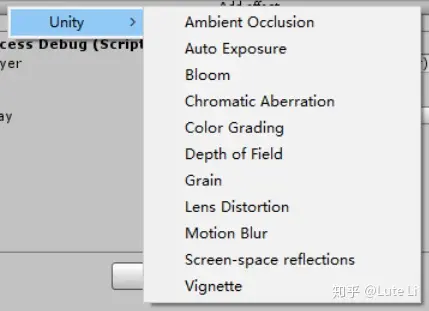 Add effect
Unity
Ambient Occlusion
cess Debug (Script
Auto Exposure
yer
Bloom
Chromatic Aberration
ay
Color Grading
Depth of Field
Grain
Lens Distortion
Motion Blur
Screen-space reflections
Vignette
知乎 @Lute Li